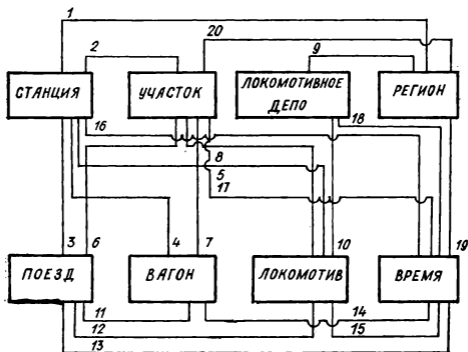 1
2
20
9
СТАНЦИЯ
УЧАСТОК
ЛОКОМОТИВНОЕ
ДЕПО
РЕГИОН
16
18
8
5
17
3
6
4
7
10
19
ПОЕЗД
ВАГОН
ЛОКОМОТИВ
ВРЕМЯ
11
14
12
15
13